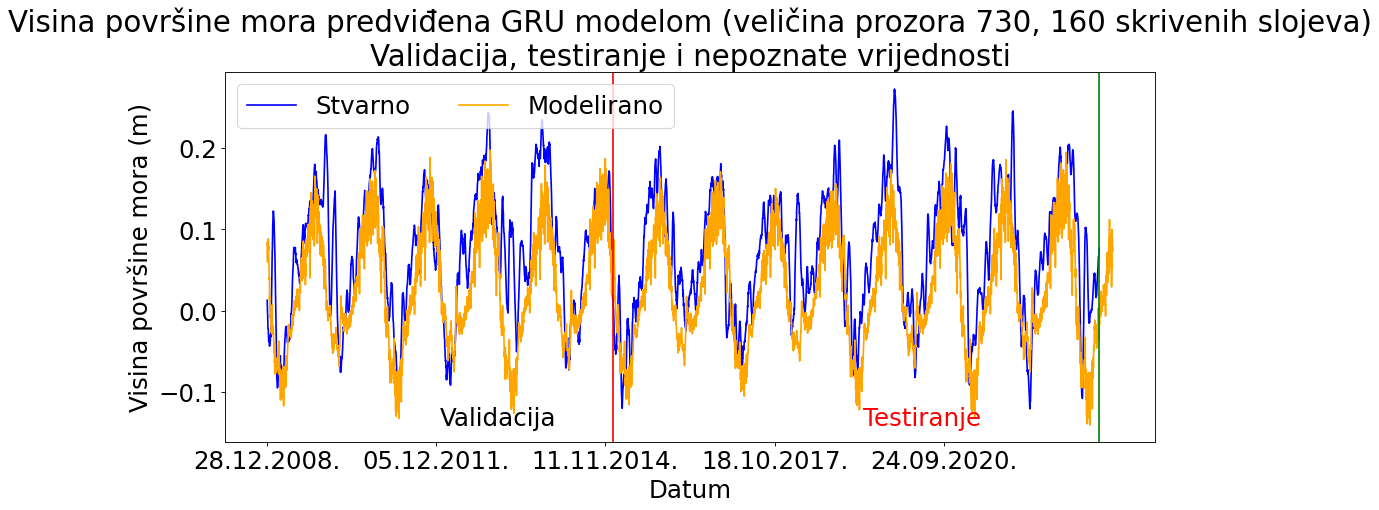 Visina površine mora predviđena GRU modelom (veličina prozora 730, 160 skrivenih slojeva)
Validacija, testiranje i nepoznate vrijednosti
Stvarno
Modelirano
Visina površine mora (m)
0.2
0.1
0.0
−0.1
Validacija
Testiranje
28.12.2008.
05.12.2011.
11.11.2014.
18.10.2017.
24.09.2020.
Datum